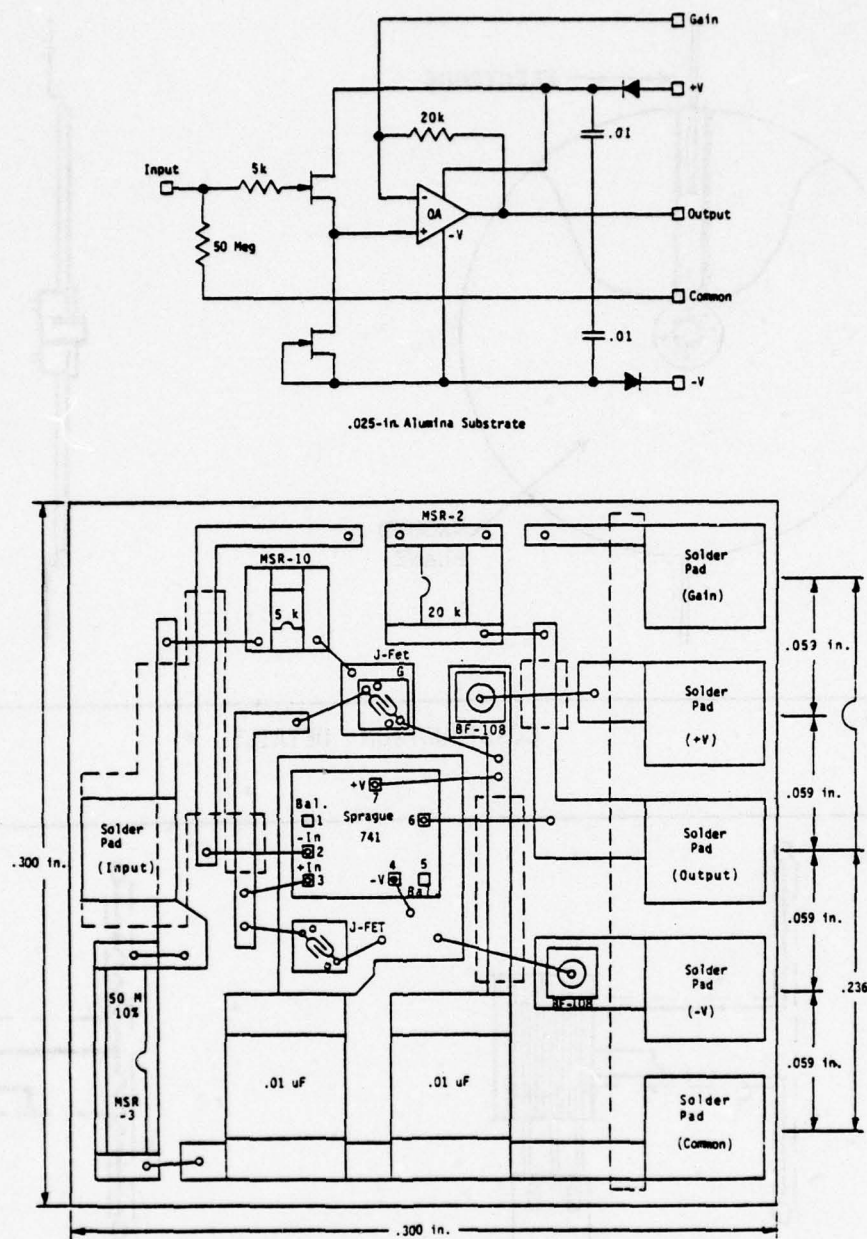 Gain
+V
20k
.01
Input
5k
-
OA
+
-V
Output
50 Meg
Common
.01
-V
.025-in. Alumina Substrate
MSR-2
MSR-10
Solder
Pad
(Gain)
5 k
20 k
.053 in.
J-Fet
G
Solder
Pad
(+V)
BF-108
+V
7
.059 in.
Bal.
1
Sprague
741
6
Solder
Pad
(Input)
-In
2
+In
3
4
-V
5
Bal
Solder
Pad
(Output)
.300 in.
.059 in.
J-FET
Solder
Pad
(-V)
BF-108
.236
50 M
10%
.059 in.
.01 uF
.01 uF
MSR
-3
Solder
Pad
(Common)
.300 in.